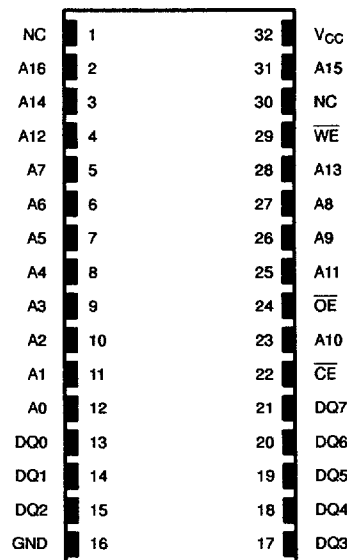 NC 1 32 VCC
A16 2 31 A15
A14 3 30 NC
A12 4 29 WE
A7 5 28 A13
A6 6 27 A8
A5 7 26 A9
A4 8 25 A11
A3 9 24 OE
A2 10 23 A10
A1 11 22 CE
A0 12 21 DQ7
DQ0 13 20 DQ6
DQ1 14 19 DQ5
DQ2 15 18 DQ4
GND 16 17 DQ3